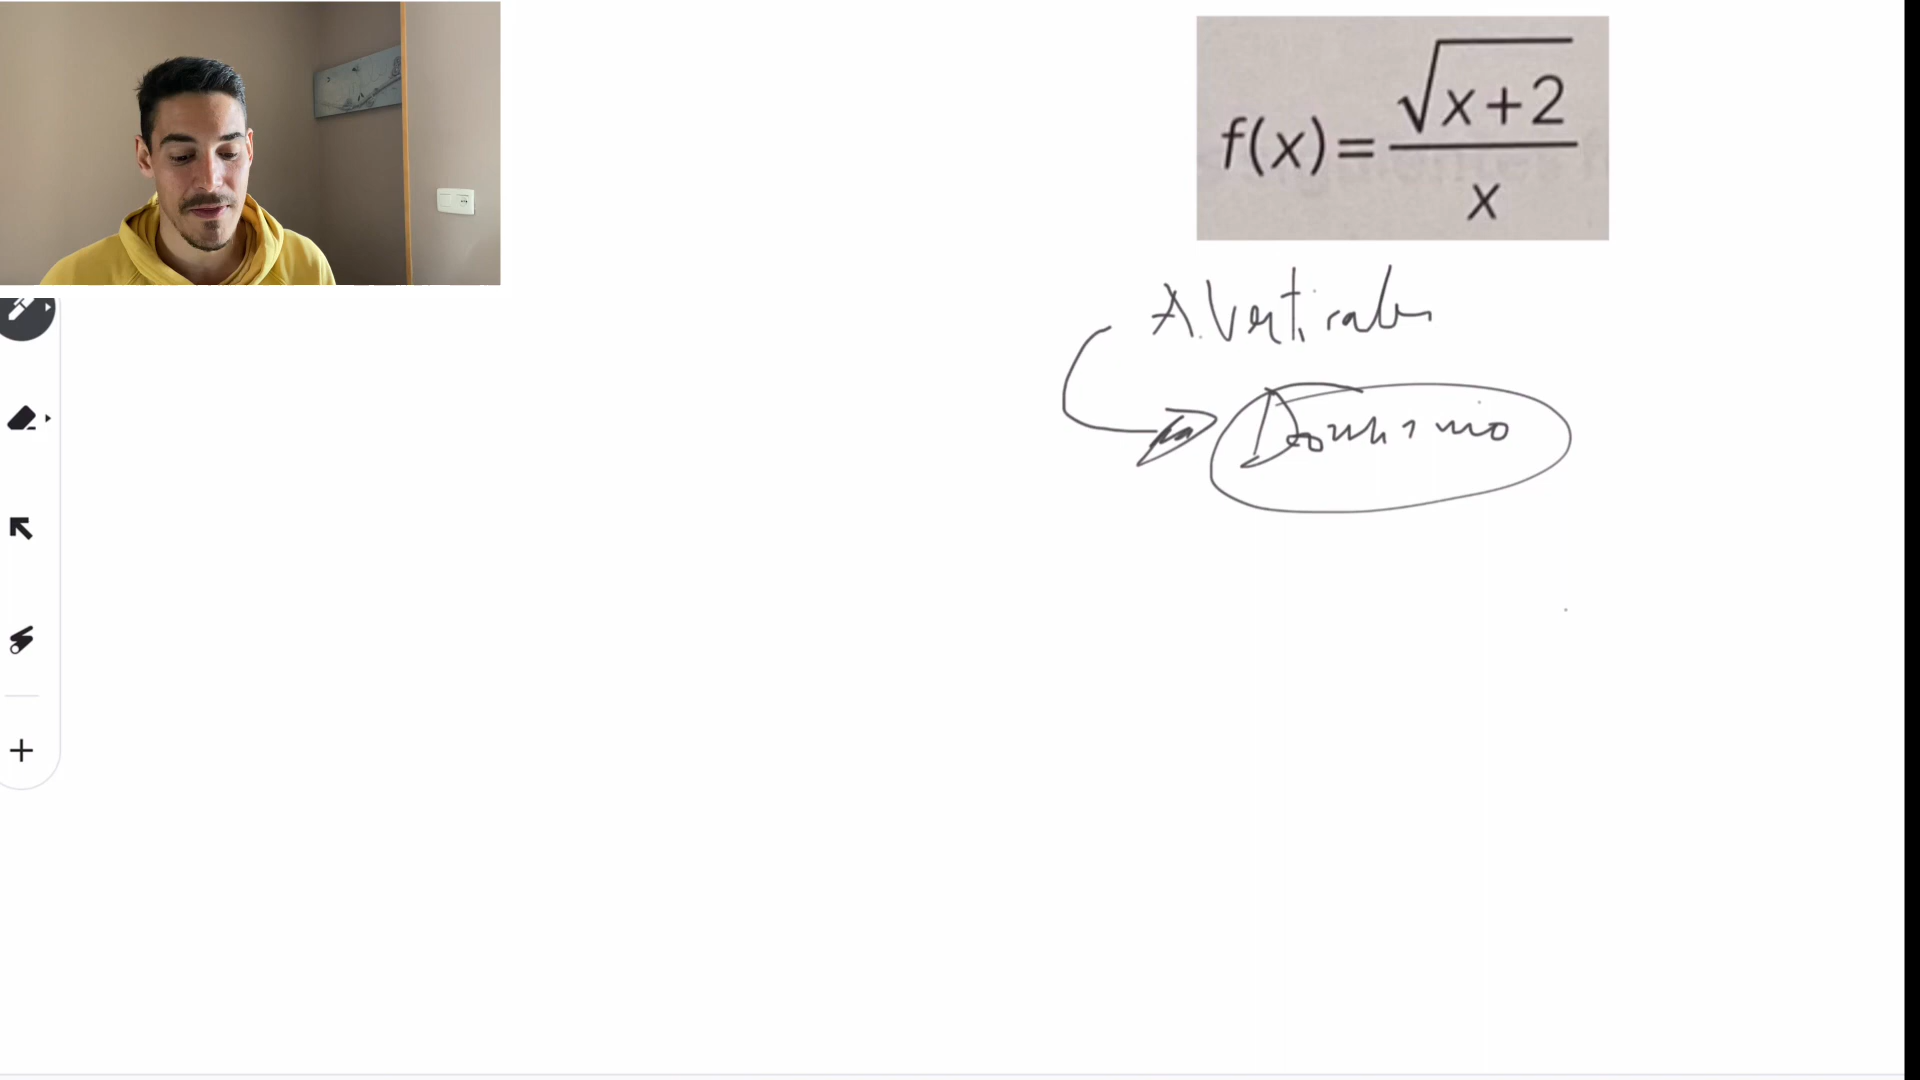 f(x) = √x+2 / x
A. Verticales
Dominio